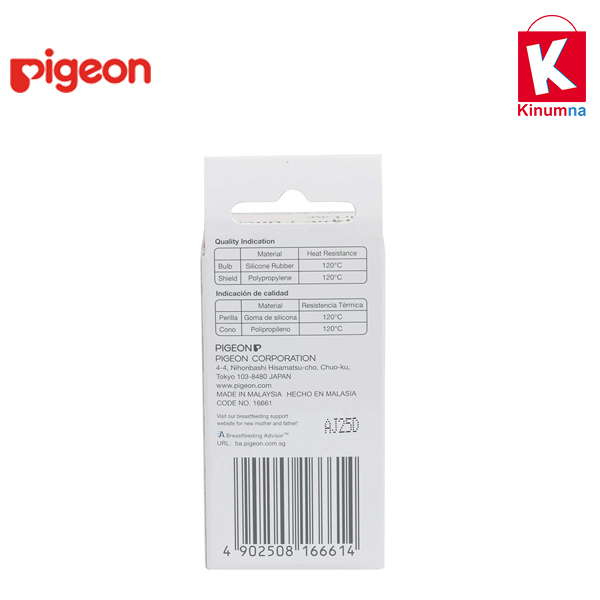 pigeon
K
Kinumna
Quality Indication
Material Heat Resistance
Bulb Silicone Rubber 120°C
Shield Polypropylene 120°C
Indicación de calidad
Material Resistencia Térmica
Perilla Goma de silicona 120°C
Cono Polipropileno 120°C
PIGEON
PIGEON CORPORATION
4-4, Nihonbashi Hisamatsu-cho, Chuo-ku,
Tokyo 103-8480 JAPAN
www.pigeon.com
MADE IN MALAYSIA HECHO EN MALASIA
CODE NO. 16661
Visit our breastfeeding support
website for new mother and father!
A Breastfeeding Advisor™
URL. ba.pigeon.com.sg
AJ25D
4 902508 166614